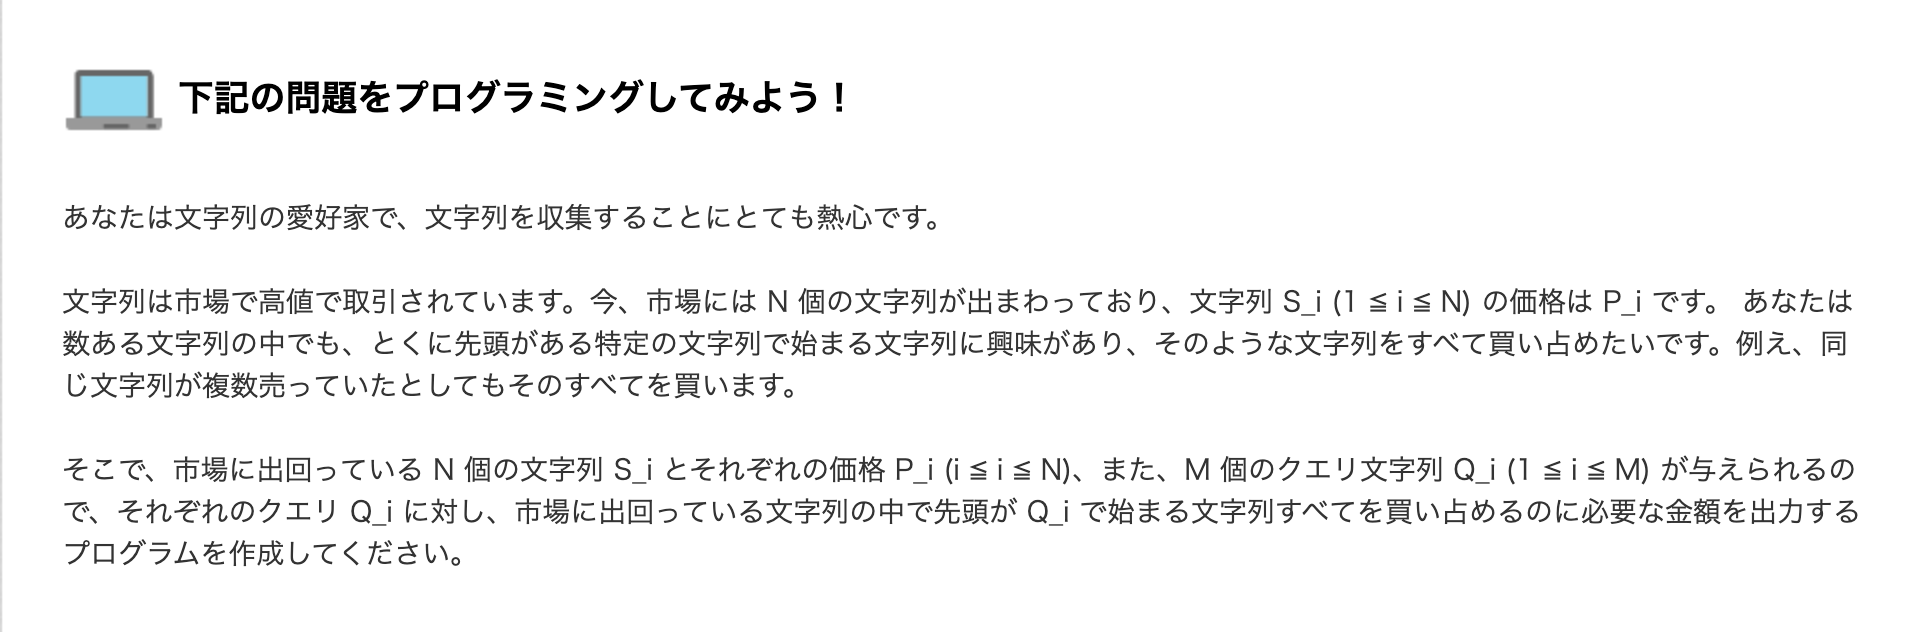 下記の問題をプログラミングしてみよう！
あなたは文字列の愛好家で、文字列を収集することにとても熱心です。
文字列は市場で高値で取引されています。今、市場には N 個の文字列が出まわっており、文字列 S_i (1 ≦ i ≦ N) の価格は P_i です。 あなたは
数ある文字列の中でも、とくに先頭がある特定の文字列で始まる文字列に興味があり、そのような文字列をすべて買い占めたいです。例え、同
じ文字列が複数売っていたとしてもそのすべてを買います。
そこで、市場に出回っている N 個の文字列 S_i とそれぞれの価格 P_i (i ≦ i ≦ N)、また、M 個のクエリ文字列 Q_i (1 ≦ i ≦ M) が与えられるの
で、それぞれのクエリ Q_i に対し、市場に出回っている文字列の中で先頭が Q_i で始まる文字列すべてを買い占めるのに必要な金額を出力する
プログラムを作成してください。